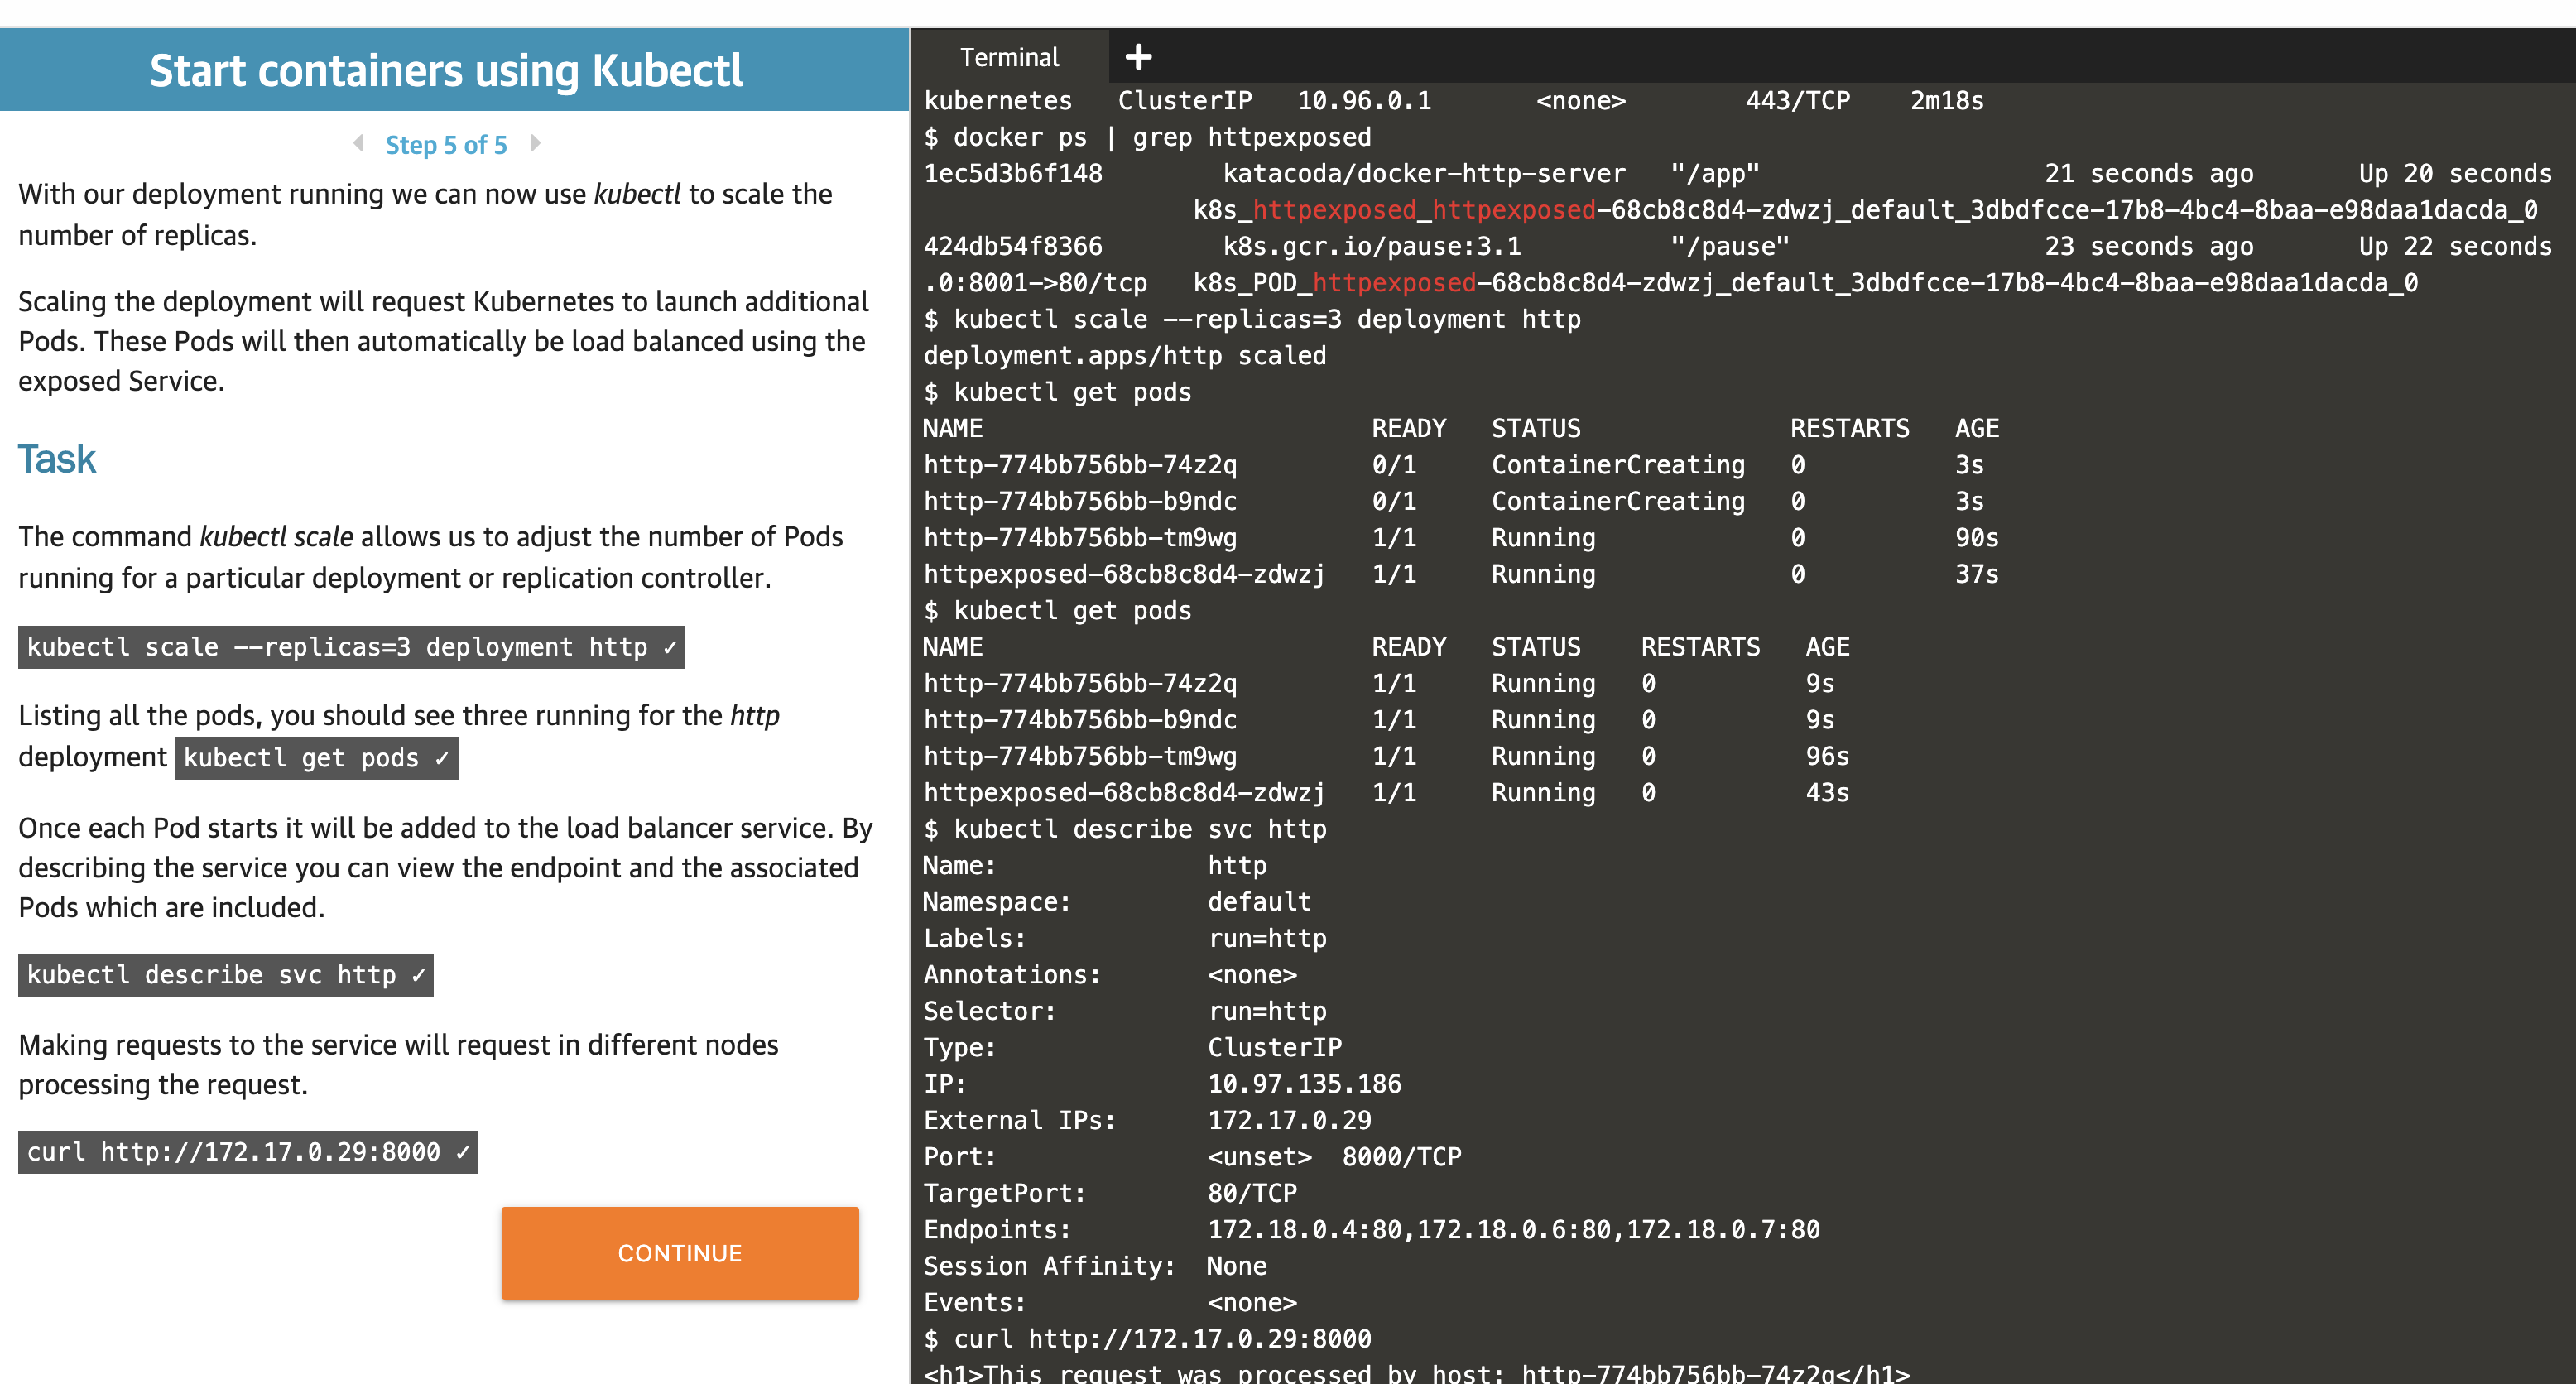 Start containers using Kubectl
Step 5 of 5
With our deployment running we can now use kubectl to scale the
number of replicas.
Scaling the deployment will request Kubernetes to launch additional
Pods. These Pods will then automatically be load balanced using the
exposed Service.
Task
The command kubectl scale allows us to adjust the number of Pods
running for a particular deployment or replication controller.
kubectl scale --replicas=3 deployment http ✓
Listing all the pods, you should see three running for the http
deployment kubectl get pods ✓
Once each Pod starts it will be added to the load balancer service. By
describing the service you can view the endpoint and the associated
Pods which are included.
kubectl describe svc http ✓
Making requests to the service will request in different nodes
processing the request.
curl http://172.17.0.29:8000 ✓
CONTINUE
Terminal +
kubernetes   ClusterIP   10.96.0.1       <none>        443/TCP    2m18s
$ docker ps | grep httpexposed
1ec5d3b6f148        katacoda/docker-http-server   "/app"                   21 seconds ago       Up 20 seconds
k8s_httpexposed_httpexposed-68cb8c8d4-zdwzj_default_3dbdfcce-17b8-4bc4-8baa-e98daa1dacda_0
424db54f8366        k8s.gcr.io/pause:3.1          "/pause"                 23 seconds ago       Up 22 seconds
.0:8001->80/tcp   k8s_POD_httpexposed-68cb8c8d4-zdwzj_default_3dbdfcce-17b8-4bc4-8baa-e98daa1dacda_0
$ kubectl scale --replicas=3 deployment http
deployment.apps/http scaled
$ kubectl get pods
NAME                          READY   STATUS              RESTARTS   AGE
http-774bb756bb-74z2q         0/1     ContainerCreating   0          3s
http-774bb756bb-b9ndc         0/1     ContainerCreating   0          3s
http-774bb756bb-tm9wg         1/1     Running             0          90s
httpexposed-68cb8c8d4-zdwzj   1/1     Running             0          37s
$ kubectl get pods
NAME                          READY   STATUS    RESTARTS   AGE
http-774bb756bb-74z2q         1/1     Running   0          9s
http-774bb756bb-b9ndc         1/1     Running   0          9s
http-774bb756bb-tm9wg         1/1     Running   0          96s
httpexposed-68cb8c8d4-zdwzj   1/1     Running   0          43s
$ kubectl describe svc http
Name:              http
Namespace:         default
Labels:            run=http
Annotations:       <none>
Selector:          run=http
Type:              ClusterIP
IP:                10.97.135.186
External IPs:      172.17.0.29
Port:              <unset>  8000/TCP
TargetPort:        80/TCP
Endpoints:         172.18.0.4:80,172.18.0.6:80,172.18.0.7:80
Session Affinity:  None
Events:            <none>
$ curl http://172.17.0.29:8000
<h1>This request was processed by host: http-774bb756bb-74z2q</h1>